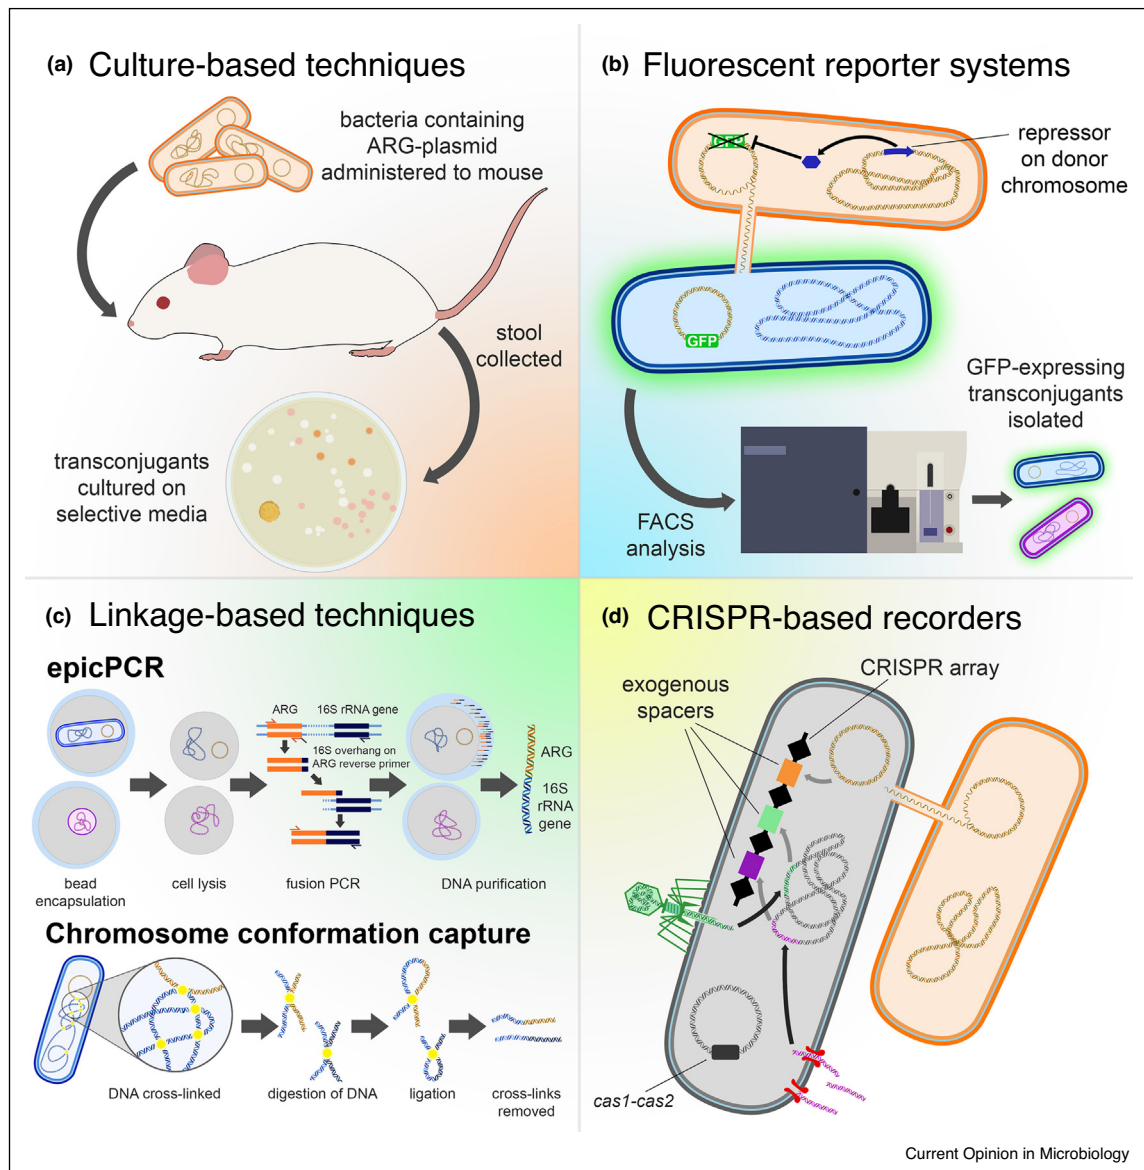 (a) Culture-based techniques
bacteria containing
ARG-plasmid
administered to mouse
stool
collected
transconjugants
cultured on
selective media
(b) Fluorescent reporter systems
GFP
repressor
on donor
chromosome
GFP
GFP-expressing
transconjugants
isolated
FACS
analysis
(c) Linkage-based techniques
epicPCR
ARG
16S rRNA gene
16S overhang on
ARG reverse primer
ARG
16S
rRNA
gene
bead
encapsulation
cell lysis
fusion PCR
DNA purification
Chromosome conformation capture
DNA cross-linked
digestion of DNA
ligation
cross-links
removed
(d) CRISPR-based recorders
CRISPR array
exogenous
spacers
cas1-cas2
Current Opinion in Microbiology